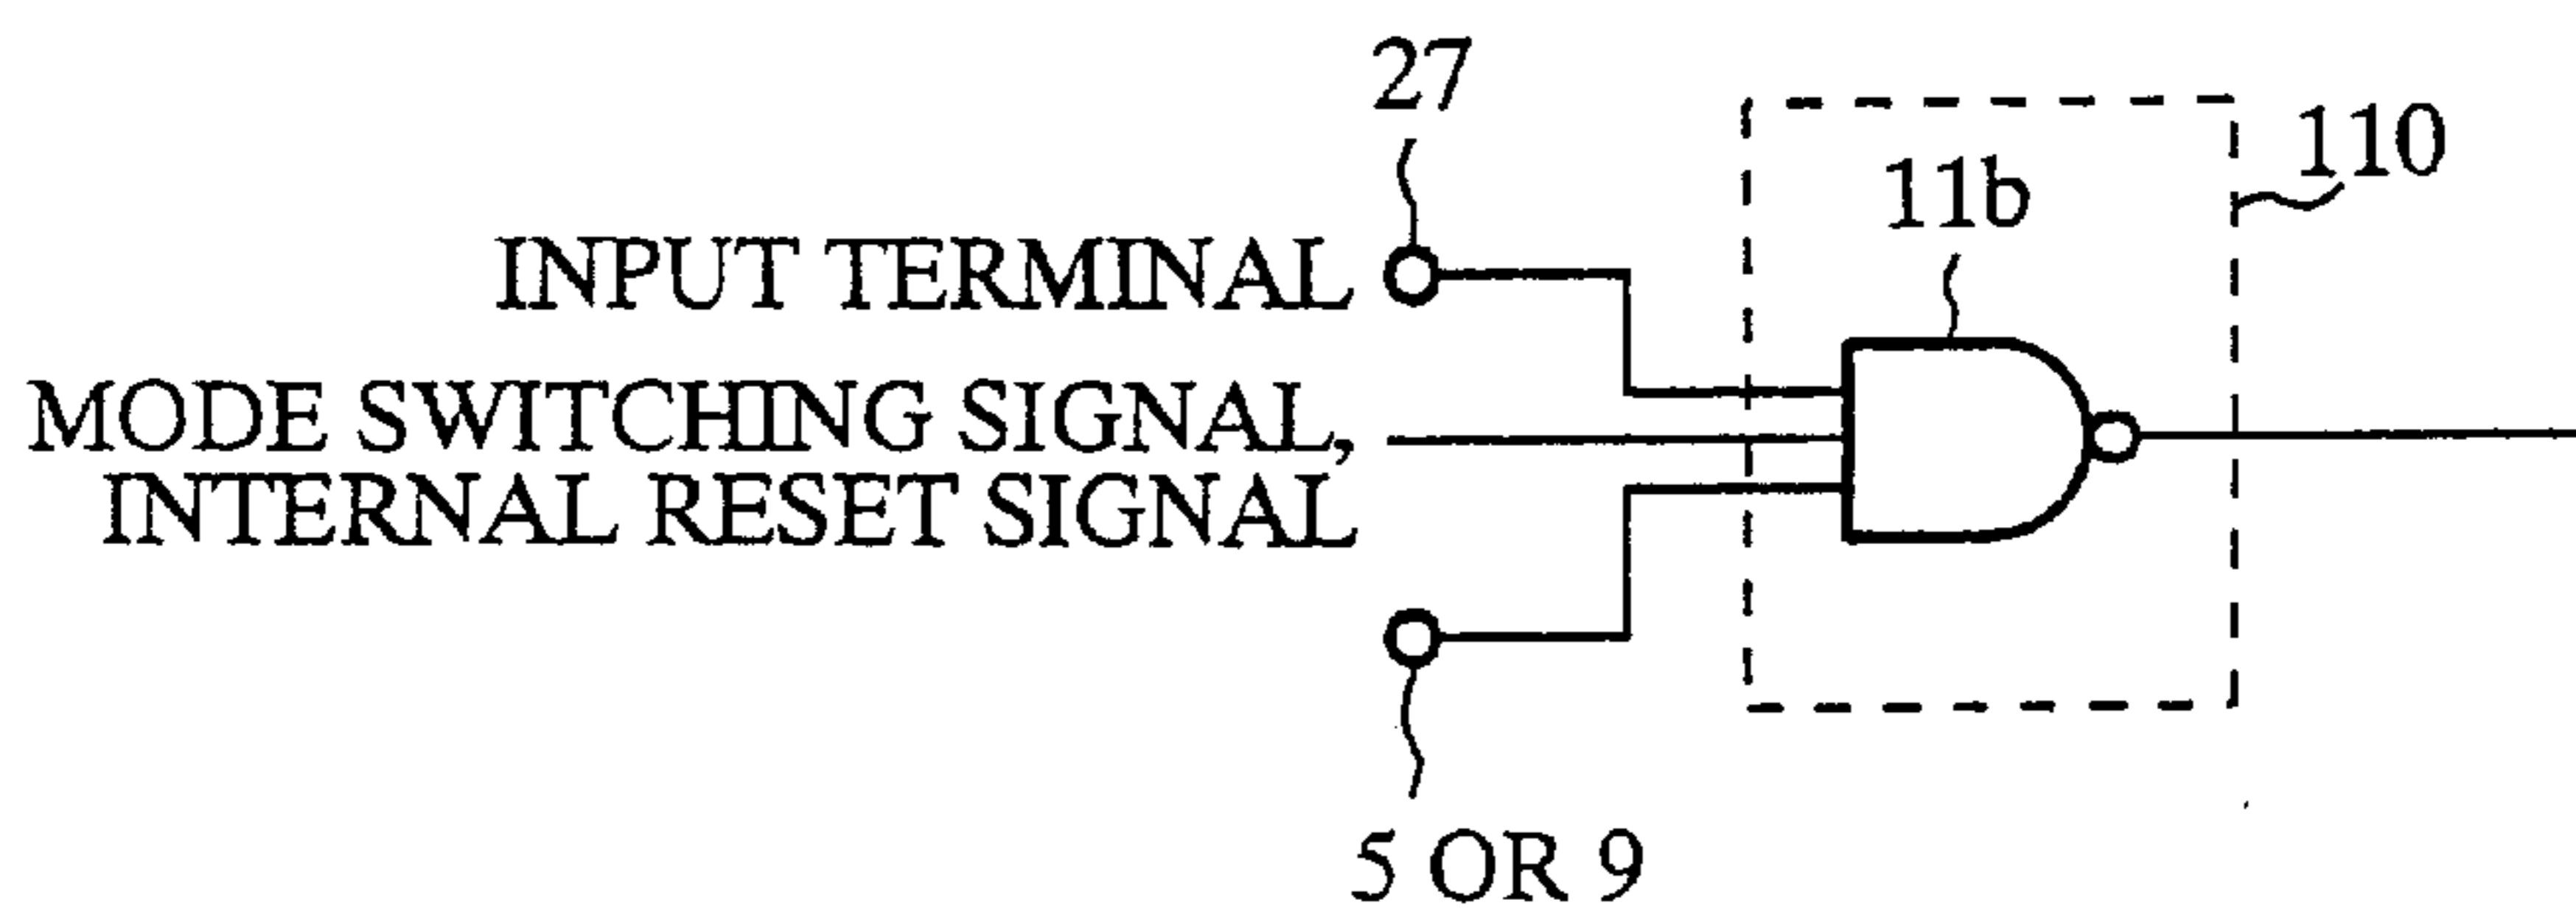 27
110
11b
INPUT TERMINAL
MODE SWITCHING SIGNAL,
INTERNAL RESET SIGNAL
5 OR 9